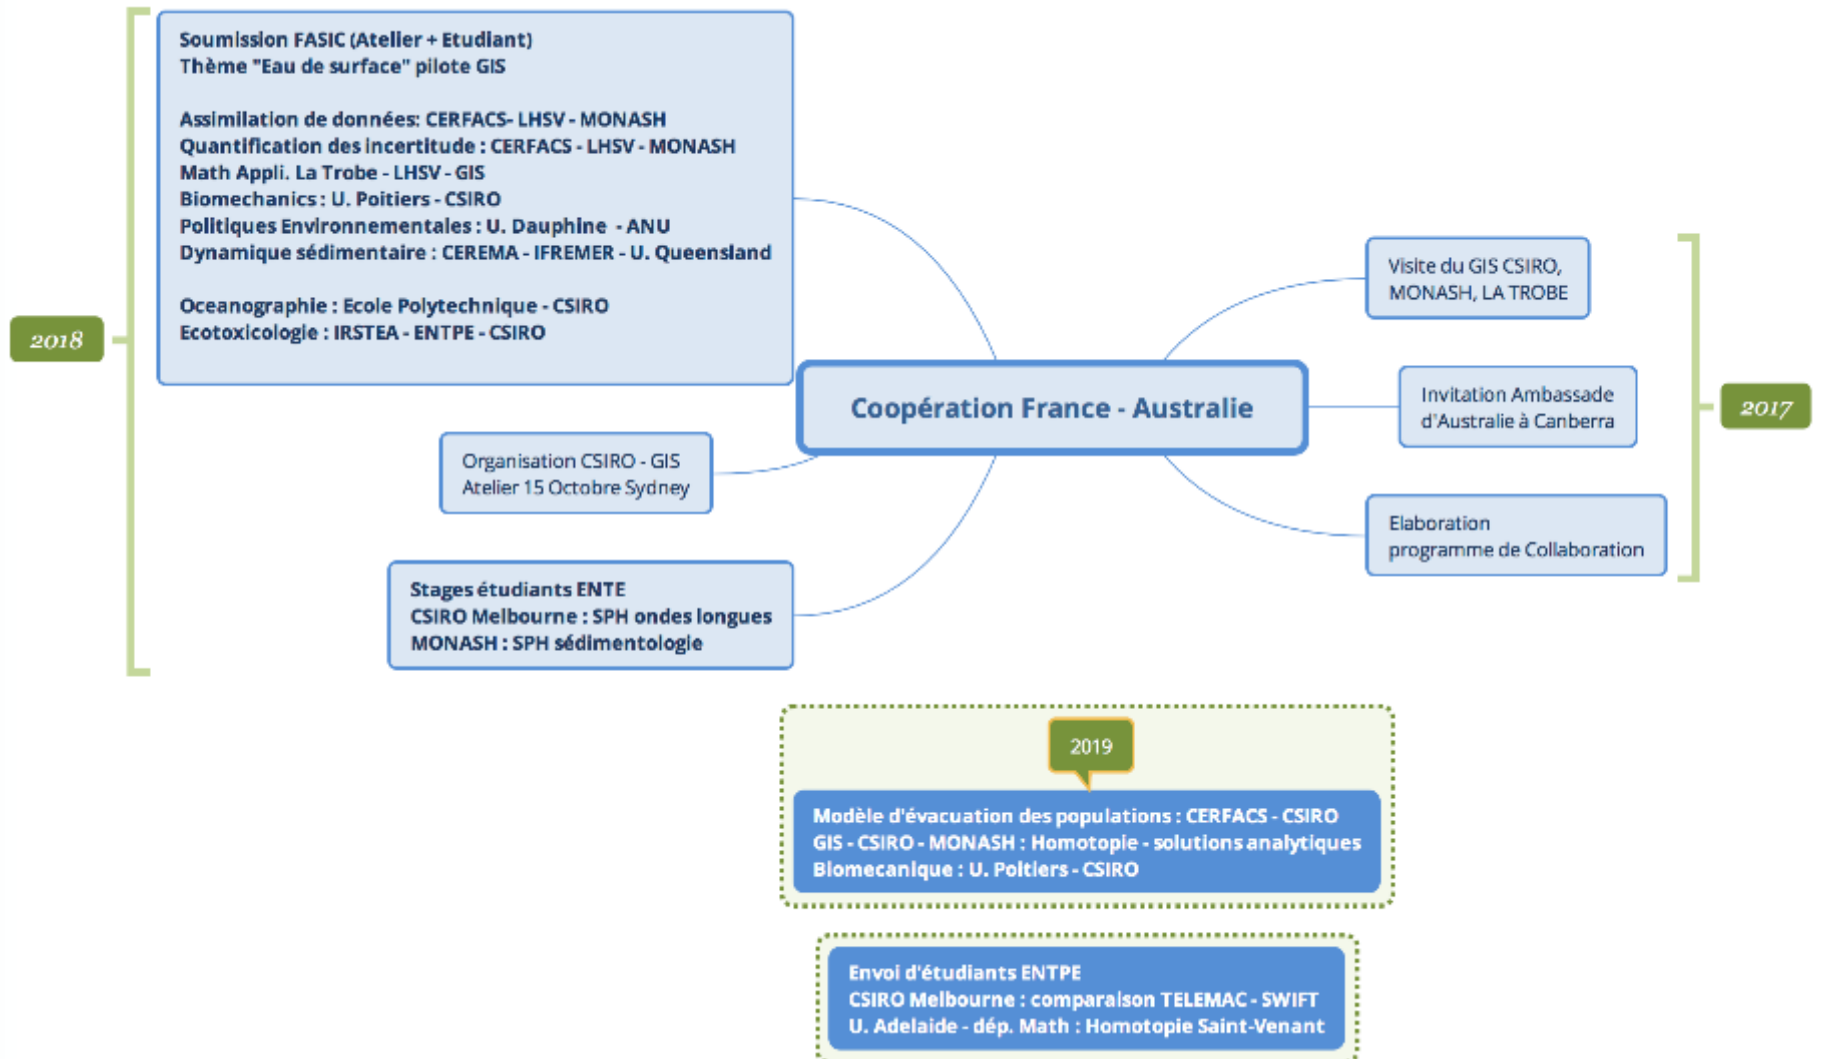 Soumission FASIC (Atelier + Etudiant)
Thème "Eau de surface" pilote GIS
Assimilation de données: CERFACS- LHSV - MONASH
Quantification des incertitude : CERFACS - LHSV - MONASH
Math Appli. La Trobe - LHSV - GIS
Biomechanics : U. Poitiers - CSIRO
Politiques Environnementales : U. Dauphine - ANU
Dynamique sédimentaire : CEREMA - IFREMER - U. Queensland
Oceanographie : Ecole Polytechnique - CSIRO
Ecotoxicologie : IRSTEA - ENTPE - CSIRO
2018
Organisation CSIRO - GIS
Atelier 15 Octobre Sydney
Stages étudiants ENTE
CSIRO Melbourne : SPH ondes longues
MONASH : SPH sédimentologie
Coopération France - Australie
Visite du GIS CSIRO,
MONASH, LA TROBE
Invitation Ambassade
d'Australie à Canberra
Elaboration
programme de Collaboration
2017
2019
Modèle d'évacuation des populations : CERFACS - CSIRO
GIS - CSIRO - MONASH : Homotopie - solutions analytiques
Biomecanique : U. Poitiers - CSIRO
Envoi d'étudiants ENTPE
CSIRO Melbourne : comparaison TELEMAC - SWIFT
U. Adelaide - dép. Math : Homotopie Saint-Venant